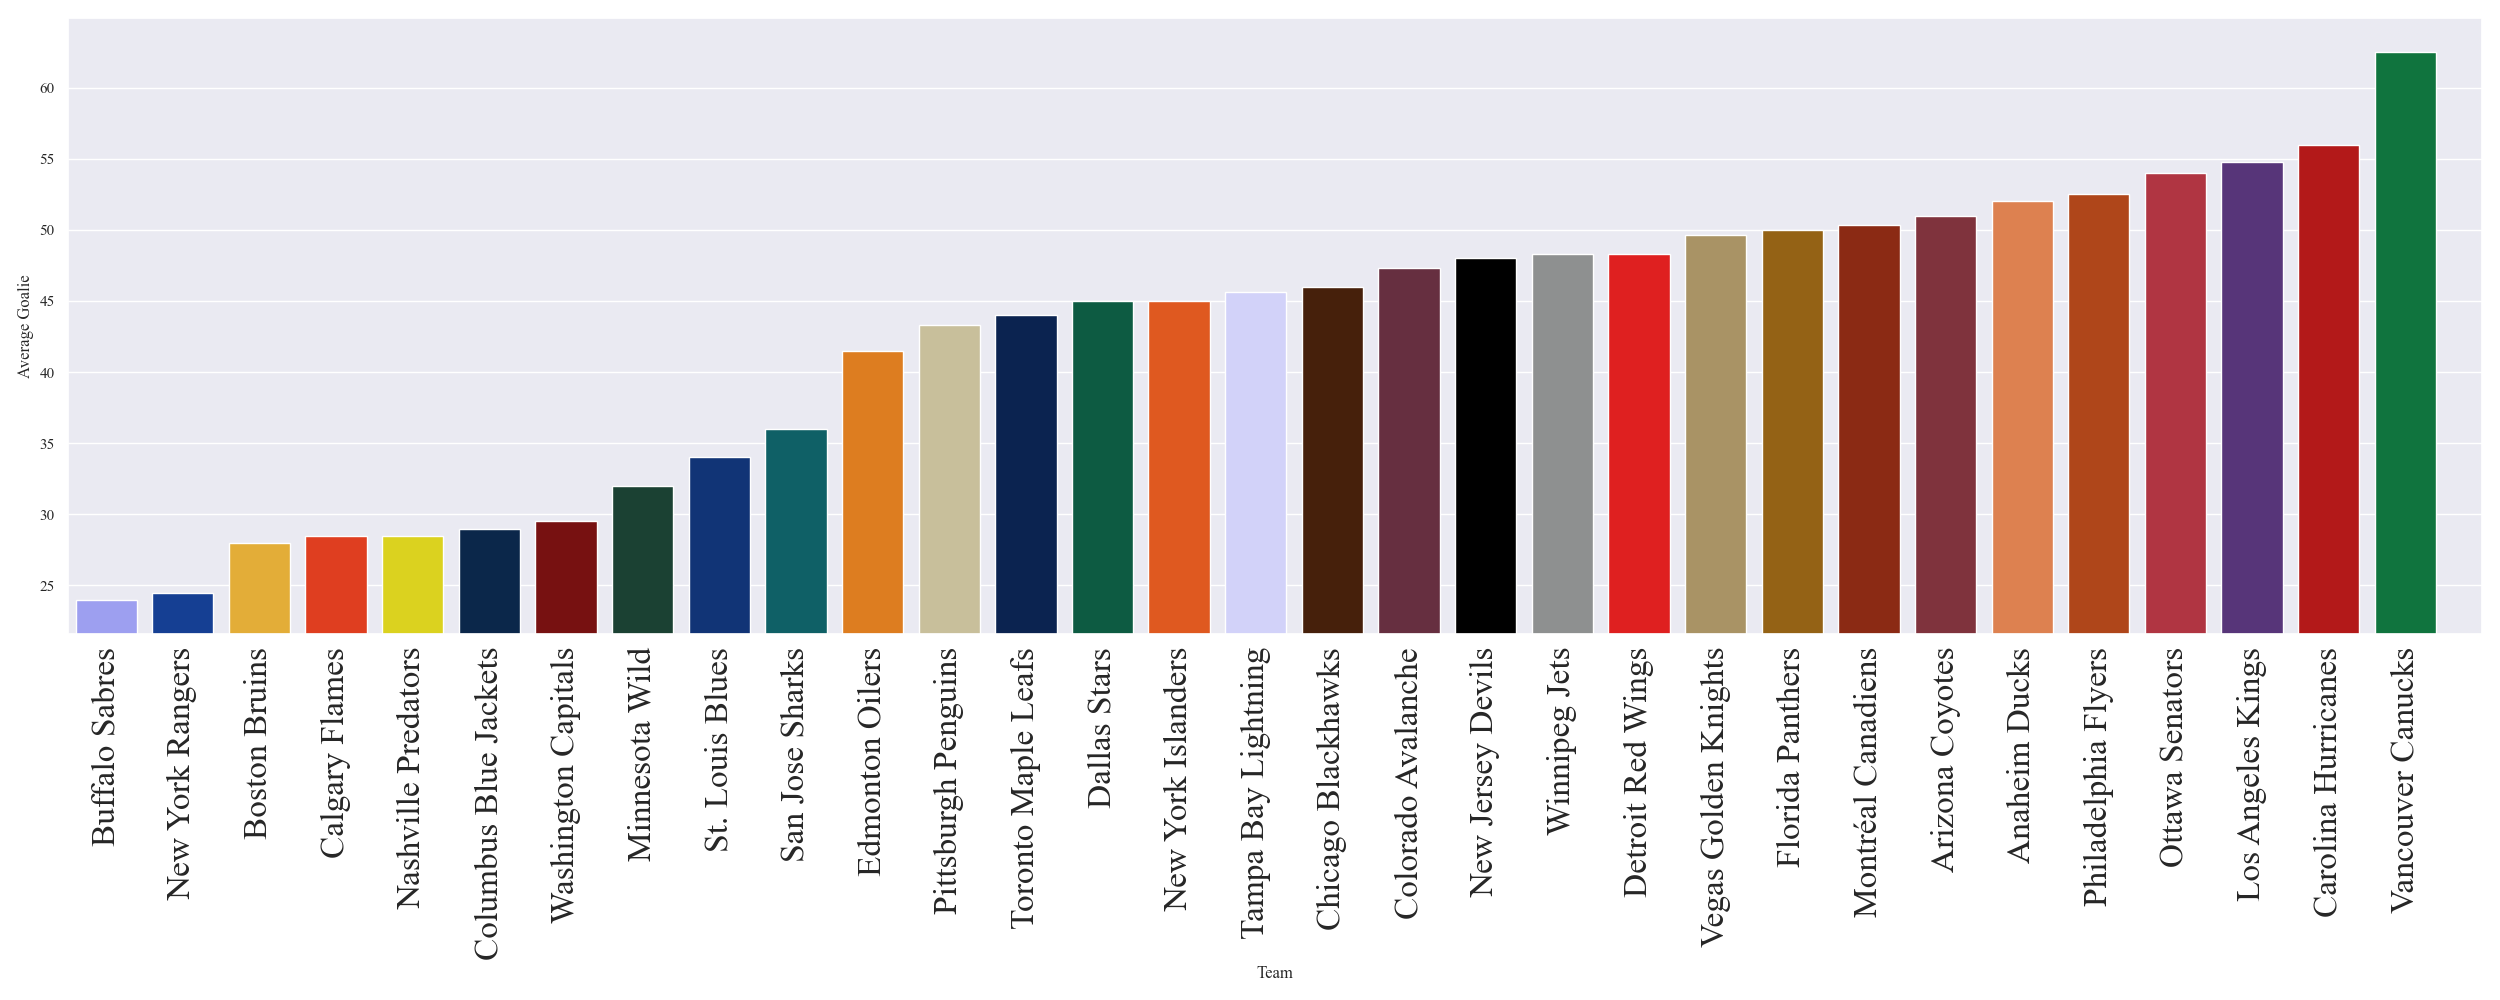 60
55
50
45
40
35
30
25
Average Goalie
Buffalo Sabres
New York Rangers
Boston Bruins
Calgary Flames
Nashville Predators
Columbus Blue Jackets
Washington Capitals
Minnesota Wild
St. Louis Blues
San Jose Sharks
Edmonton Oilers
Pittsburgh Penguins
Toronto Maple Leafs
Dallas Stars
New York Islanders
Tampa Bay Lightning
Chicago Blackhawks
Colorado Avalanche
New Jersey Devils
Winnipeg Jets
Detroit Red Wings
Vegas Golden Knights
Florida Panthers
Montréal Canadiens
Arizona Coyotes
Anaheim Ducks
Philadelphia Flyers
Ottawa Senators
Los Angeles Kings
Carolina Hurricanes
Vancouver Canucks
Team